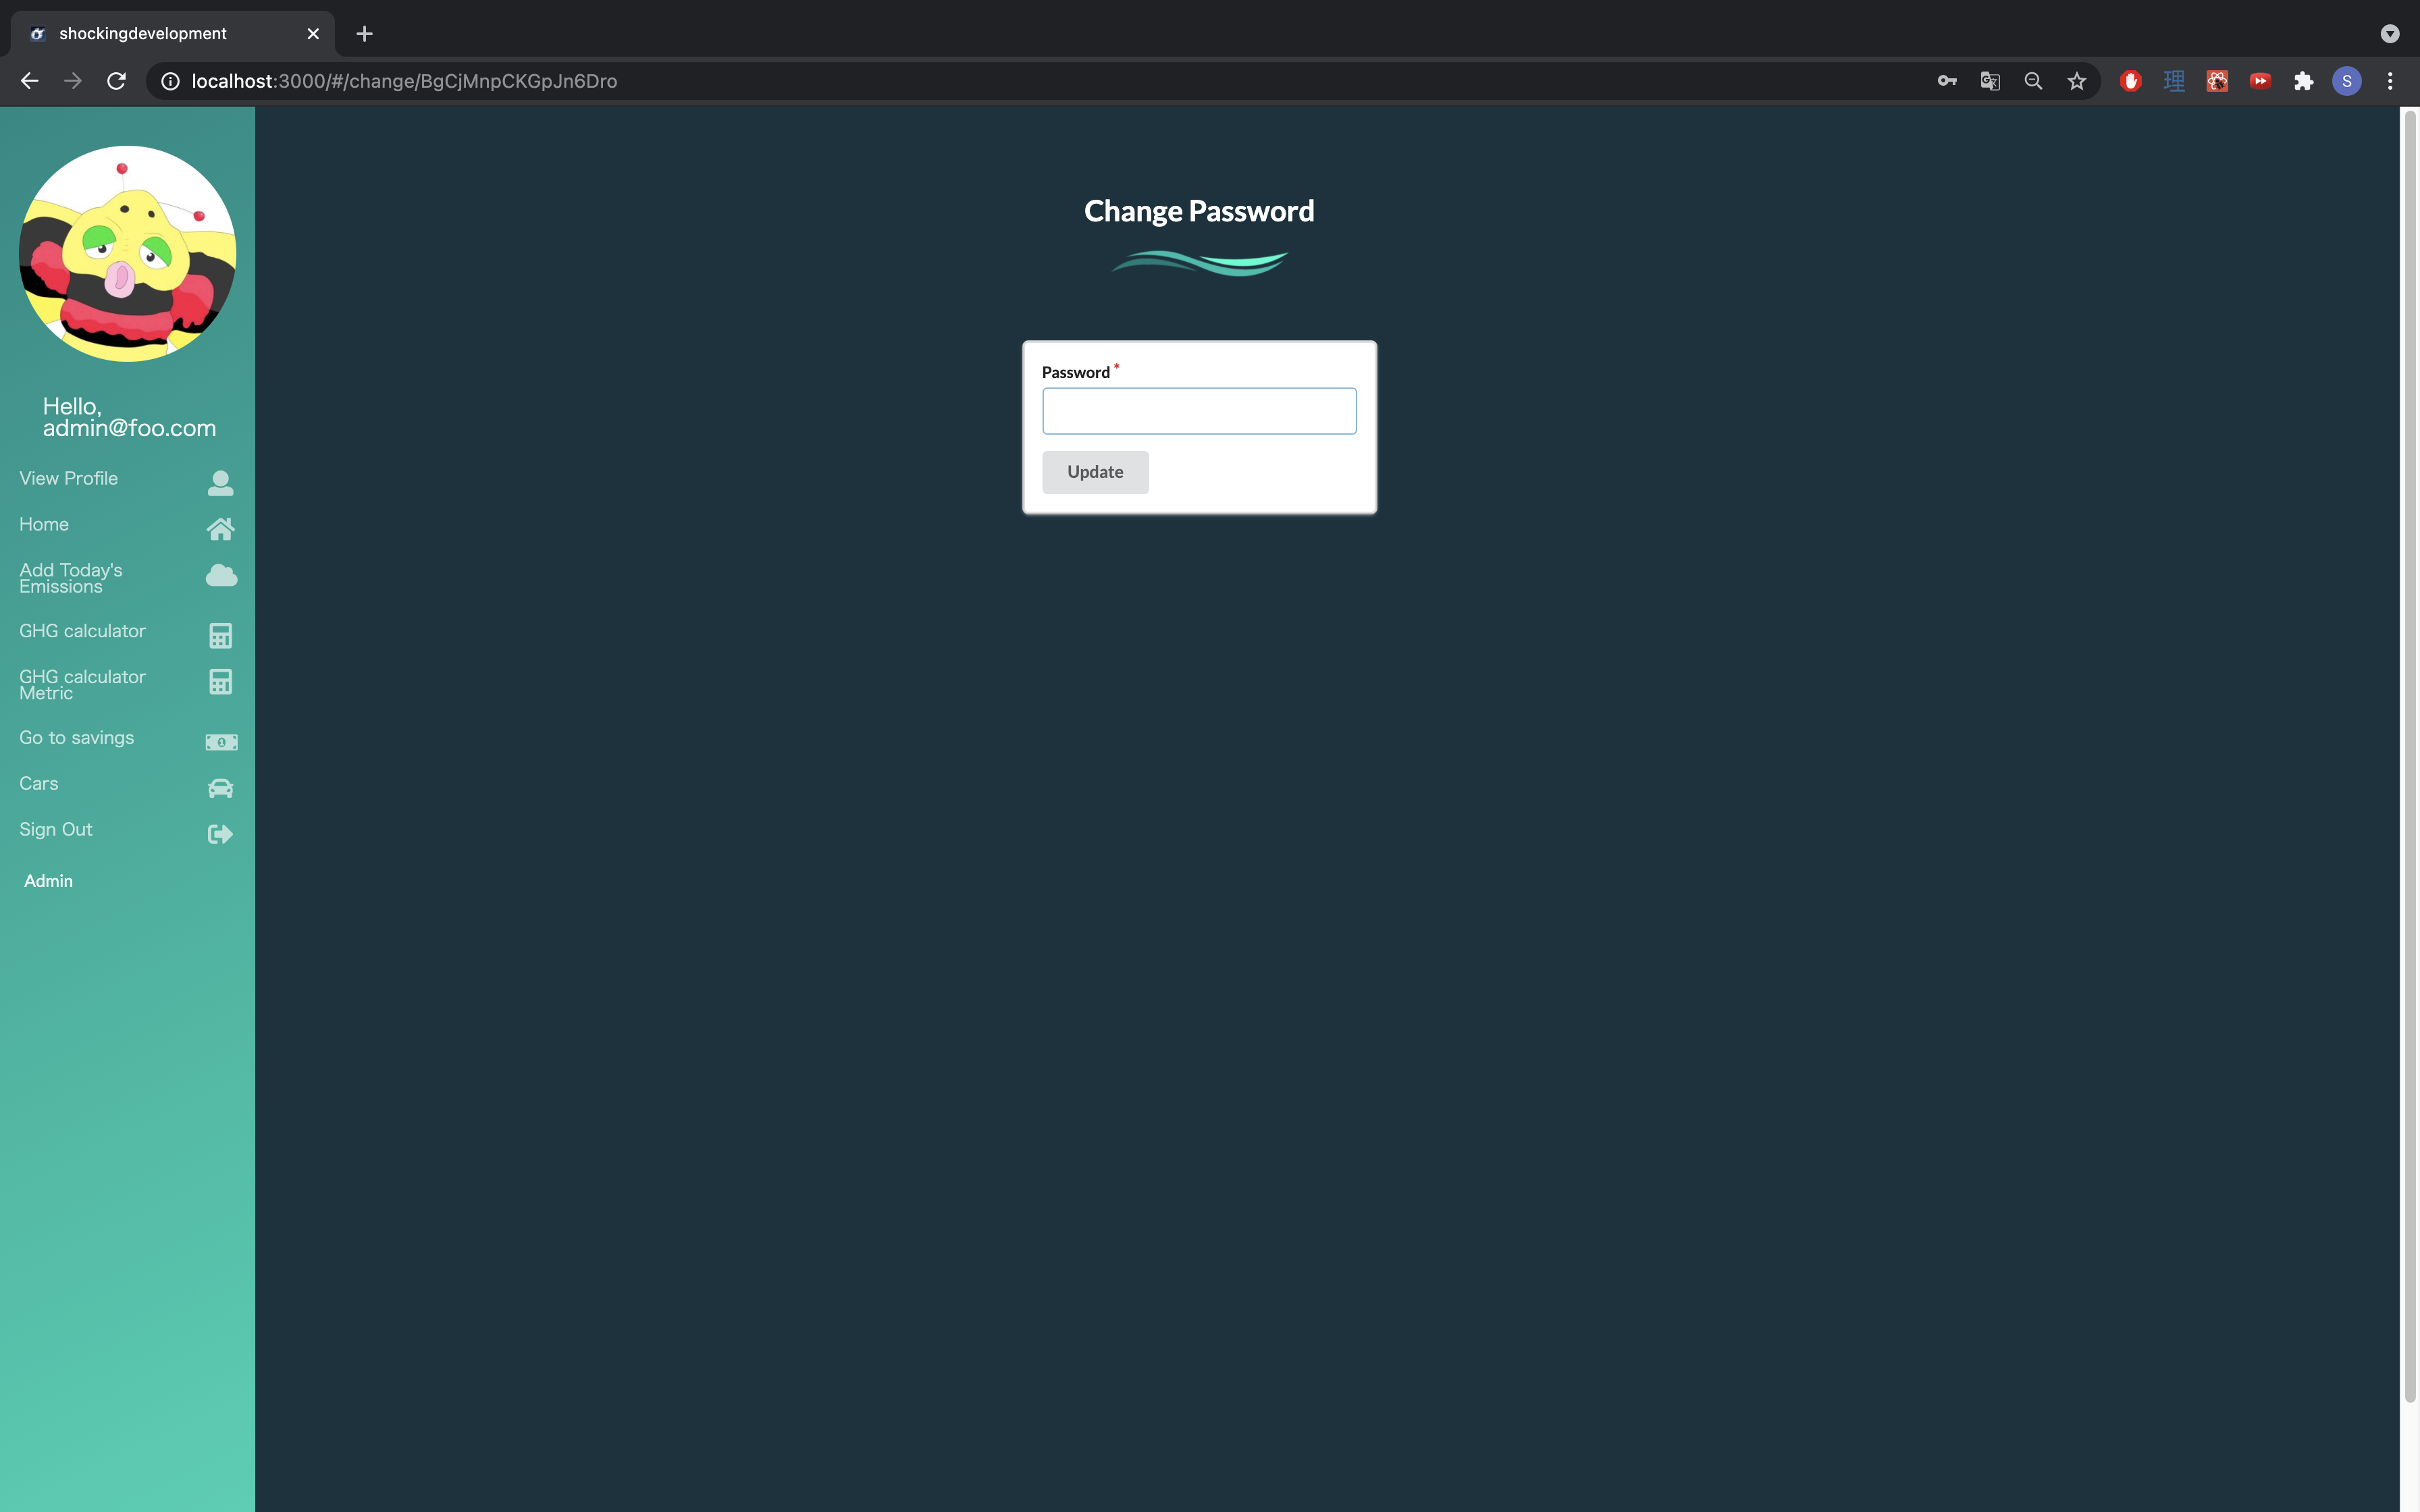 shockingdevelopment
localhost:3000/#/change/BgCjMnpCKGpJn6Dro
S
Hello,
admin@foo.com
View Profile
Home
Add Today's
Emissions
GHG calculator
GHG calculator
Metric
Go to savings
Cars
Sign Out
Admin
Change Password
Password *
Update